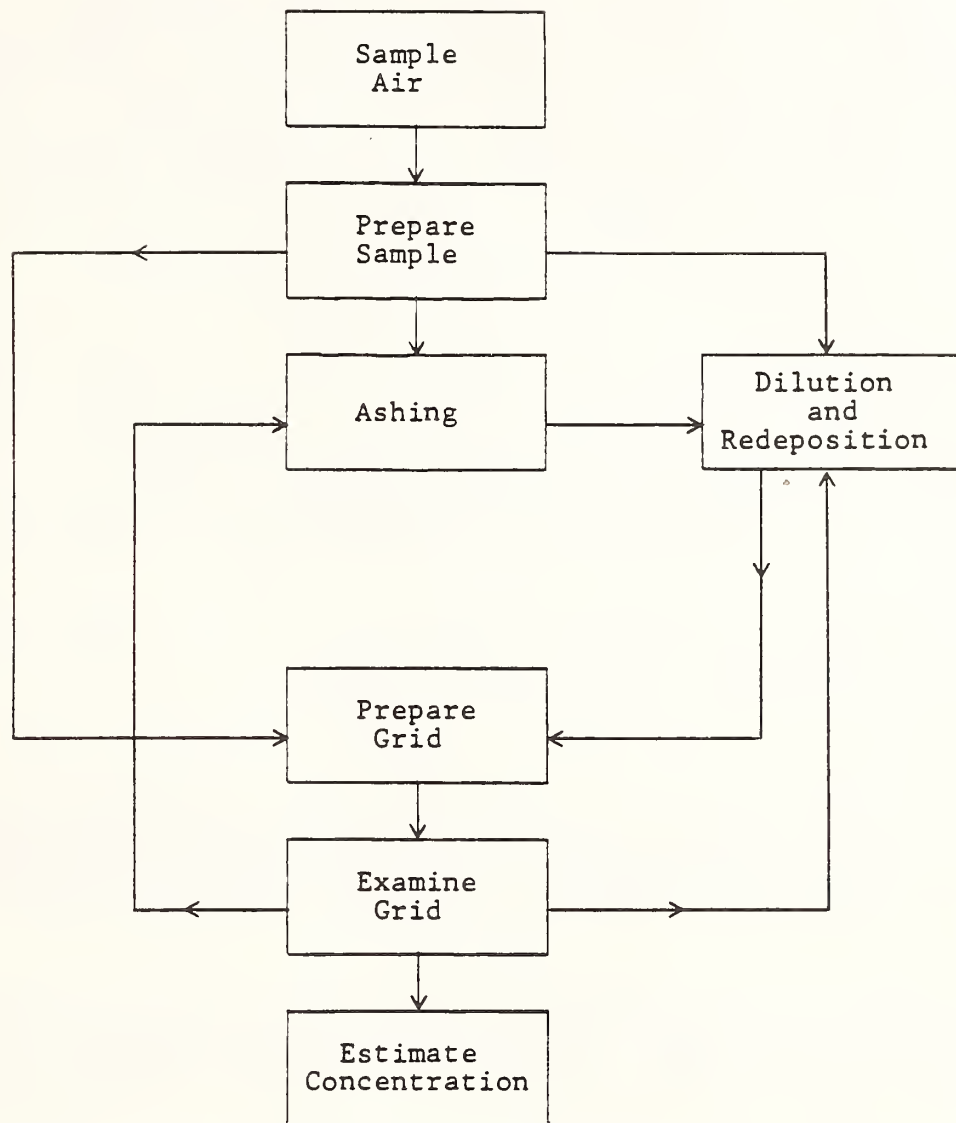 Sample
Air
Prepare
Sample
Ashing
Dilution
and
Redeposition
Prepare
Grid
Examine
Grid
Estimate
Concentration